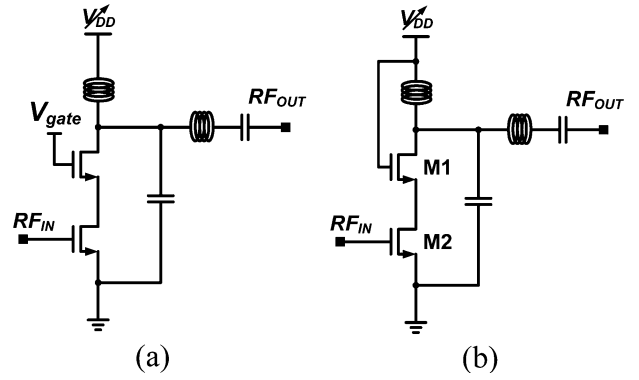 VDD
VDD
RFOUT
RFOUT
Vgate
M1
RFIN
RFIN
M2
(a)
(b)